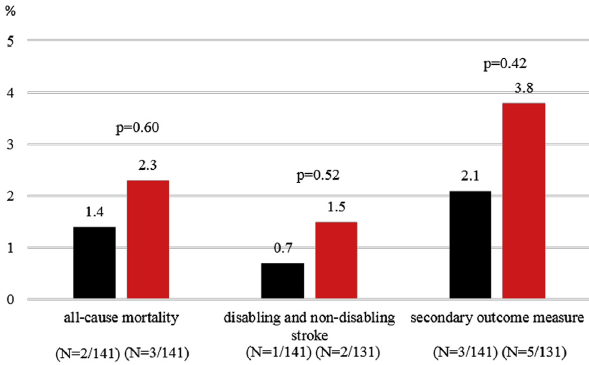 %
5
4
3
2
1
0
p=0.60
1.4
2.3
p=0.52
0.7
1.5
p=0.42
2.1
3.8
all-cause mortality
(N=2/141) (N=3/141)
disabling and non-disabling
stroke
(N=1/141) (N=2/131)
secondary outcome measure
(N=3/141) (N=5/131)